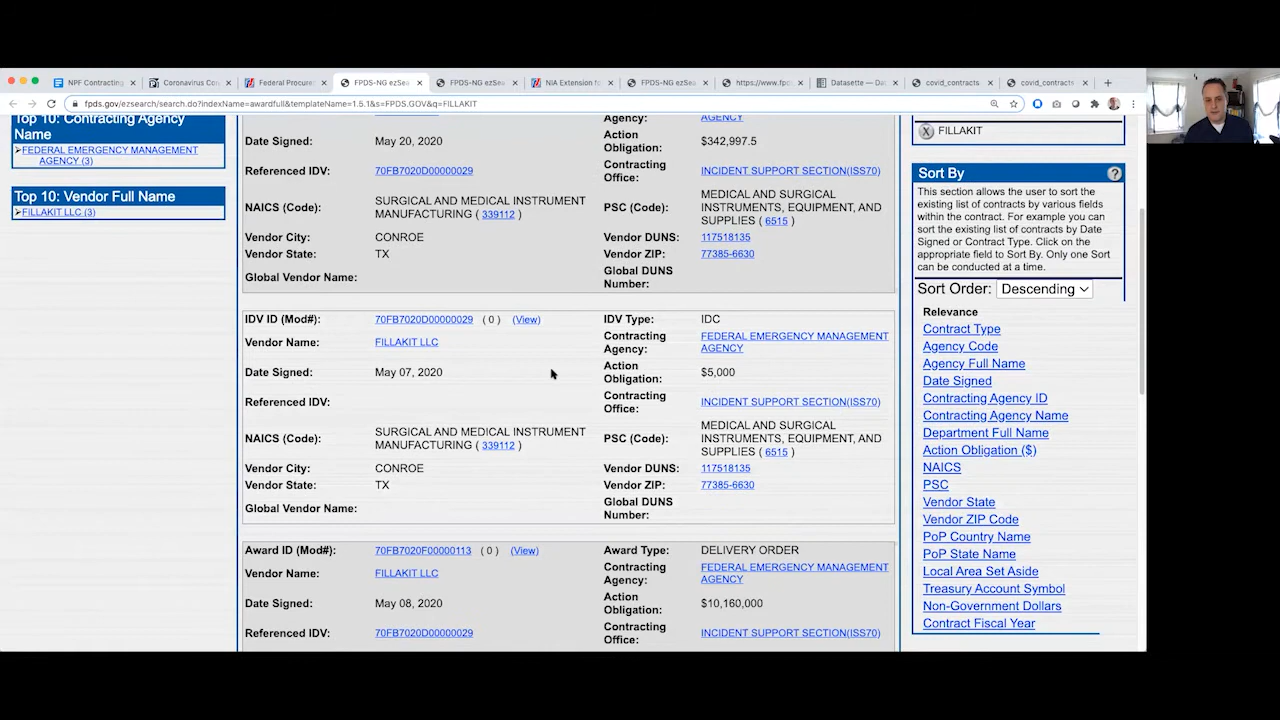 NPF Contracting
Coronavirus Con
Federal Procurem
FPDS-NG ezSea
FPDS-NG ezSea
NIA Extension fo
FPDS-NG ezSea
https://www.fpd
Datasette — Dat
covid_contracts
covid_contracts
fpds.gov/ezsearch/search.do?indexName=awardfull&templateName=1.5.1&s=FPDS.GOV&q=FILLAKIT
Top 10: Contracting Agency
Name
FEDERAL EMERGENCY MANAGEMENT
AGENCY (3)
Top 10: Vendor Full Name
FILLAKIT LLC (3)
Agency:
AGENCY
Date Signed: May 20, 2020
Action
Obligation: $342,997.5
Referenced IDV: 70FB7020D00000029
Contracting
Office: INCIDENT SUPPORT SECTION(ISS70)
NAICS (Code): SURGICAL AND MEDICAL INSTRUMENT
MANUFACTURING ( 339112 )
PSC (Code): MEDICAL AND SURGICAL
INSTRUMENTS, EQUIPMENT, AND
SUPPLIES ( 6515 )
Vendor City: CONROE
Vendor DUNS: 117518135
Vendor State: TX
Vendor ZIP: 77385-6630
Global Vendor Name:
Global DUNS
Number:
IDV ID (Mod#): 70FB7020D00000029 ( 0 ) (View)
IDV Type: IDC
Vendor Name: FILLAKIT LLC
Contracting
Agency: FEDERAL EMERGENCY MANAGEMENT
AGENCY
Date Signed: May 07, 2020
Action
Obligation: $5,000
Referenced IDV:
Contracting
Office: INCIDENT SUPPORT SECTION(ISS70)
NAICS (Code): SURGICAL AND MEDICAL INSTRUMENT
MANUFACTURING ( 339112 )
PSC (Code): MEDICAL AND SURGICAL
INSTRUMENTS, EQUIPMENT, AND
SUPPLIES ( 6515 )
Vendor City: CONROE
Vendor DUNS: 117518135
Vendor State: TX
Vendor ZIP: 77385-6630
Global Vendor Name:
Global DUNS
Number:
Award ID (Mod#): 70FB7020F00000113 ( 0 ) (View)
Award Type: DELIVERY ORDER
Vendor Name: FILLAKIT LLC
Contracting
Agency: FEDERAL EMERGENCY MANAGEMENT
AGENCY
Date Signed: May 08, 2020
Action
Obligation: $10,160,000
Referenced IDV: 70FB7020D00000029
Contracting
Office: INCIDENT SUPPORT SECTION(ISS70)
X FILLAKIT
Sort By ?
This section allows the user to sort the
existing list of contracts by various fields
within the contract. For example you can
sort the existing list of contracts by Date
Signed or Contract Type. Click on the
appropriate field to Sort By. Only one Sort
can be conducted at a time.
Sort Order: Descending
Relevance
Contract Type
Agency Code
Agency Full Name
Date Signed
Contracting Agency ID
Contracting Agency Name
Department Full Name
Action Obligation ($)
NAICS
PSC
Vendor State
Vendor ZIP Code
PoP Country Name
PoP State Name
Local Area Set Aside
Treasury Account Symbol
Non-Government Dollars
Contract Fiscal Year